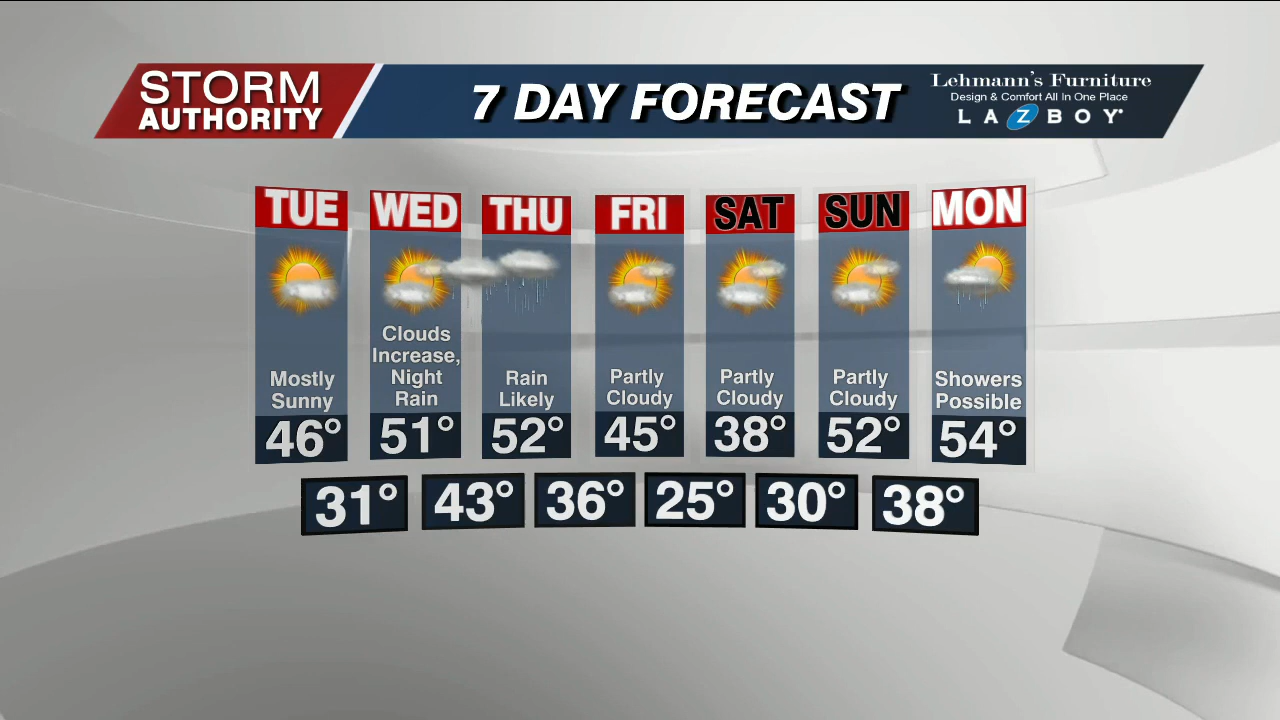 STORM
AUTHORITY
7 DAY FORECAST
Lehmann's Furniture
Design & Comfort All In One Place
LA Z BOY®
TUE
WED
THU
FRI
SAT
SUN
MON
Mostly
Sunny
Clouds
Increase,
Night
Rain
Rain
Likely
Partly
Cloudy
Partly
Cloudy
Partly
Cloudy
Showers
Possible
46°
51°
52°
45°
38°
52°
54°
31°
43°
36°
25°
30°
38°